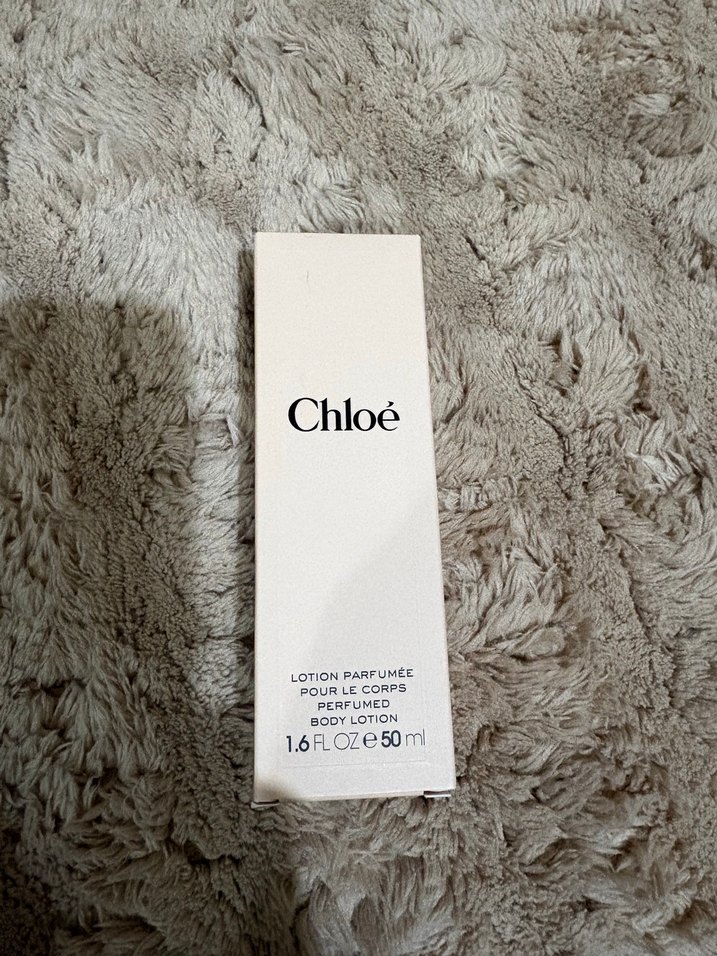 Chloé
LOTION PARFUMÉE
POUR LE CORPS
PERFUMED
BODY LOTION
1.6 FL OZ e 50 ml